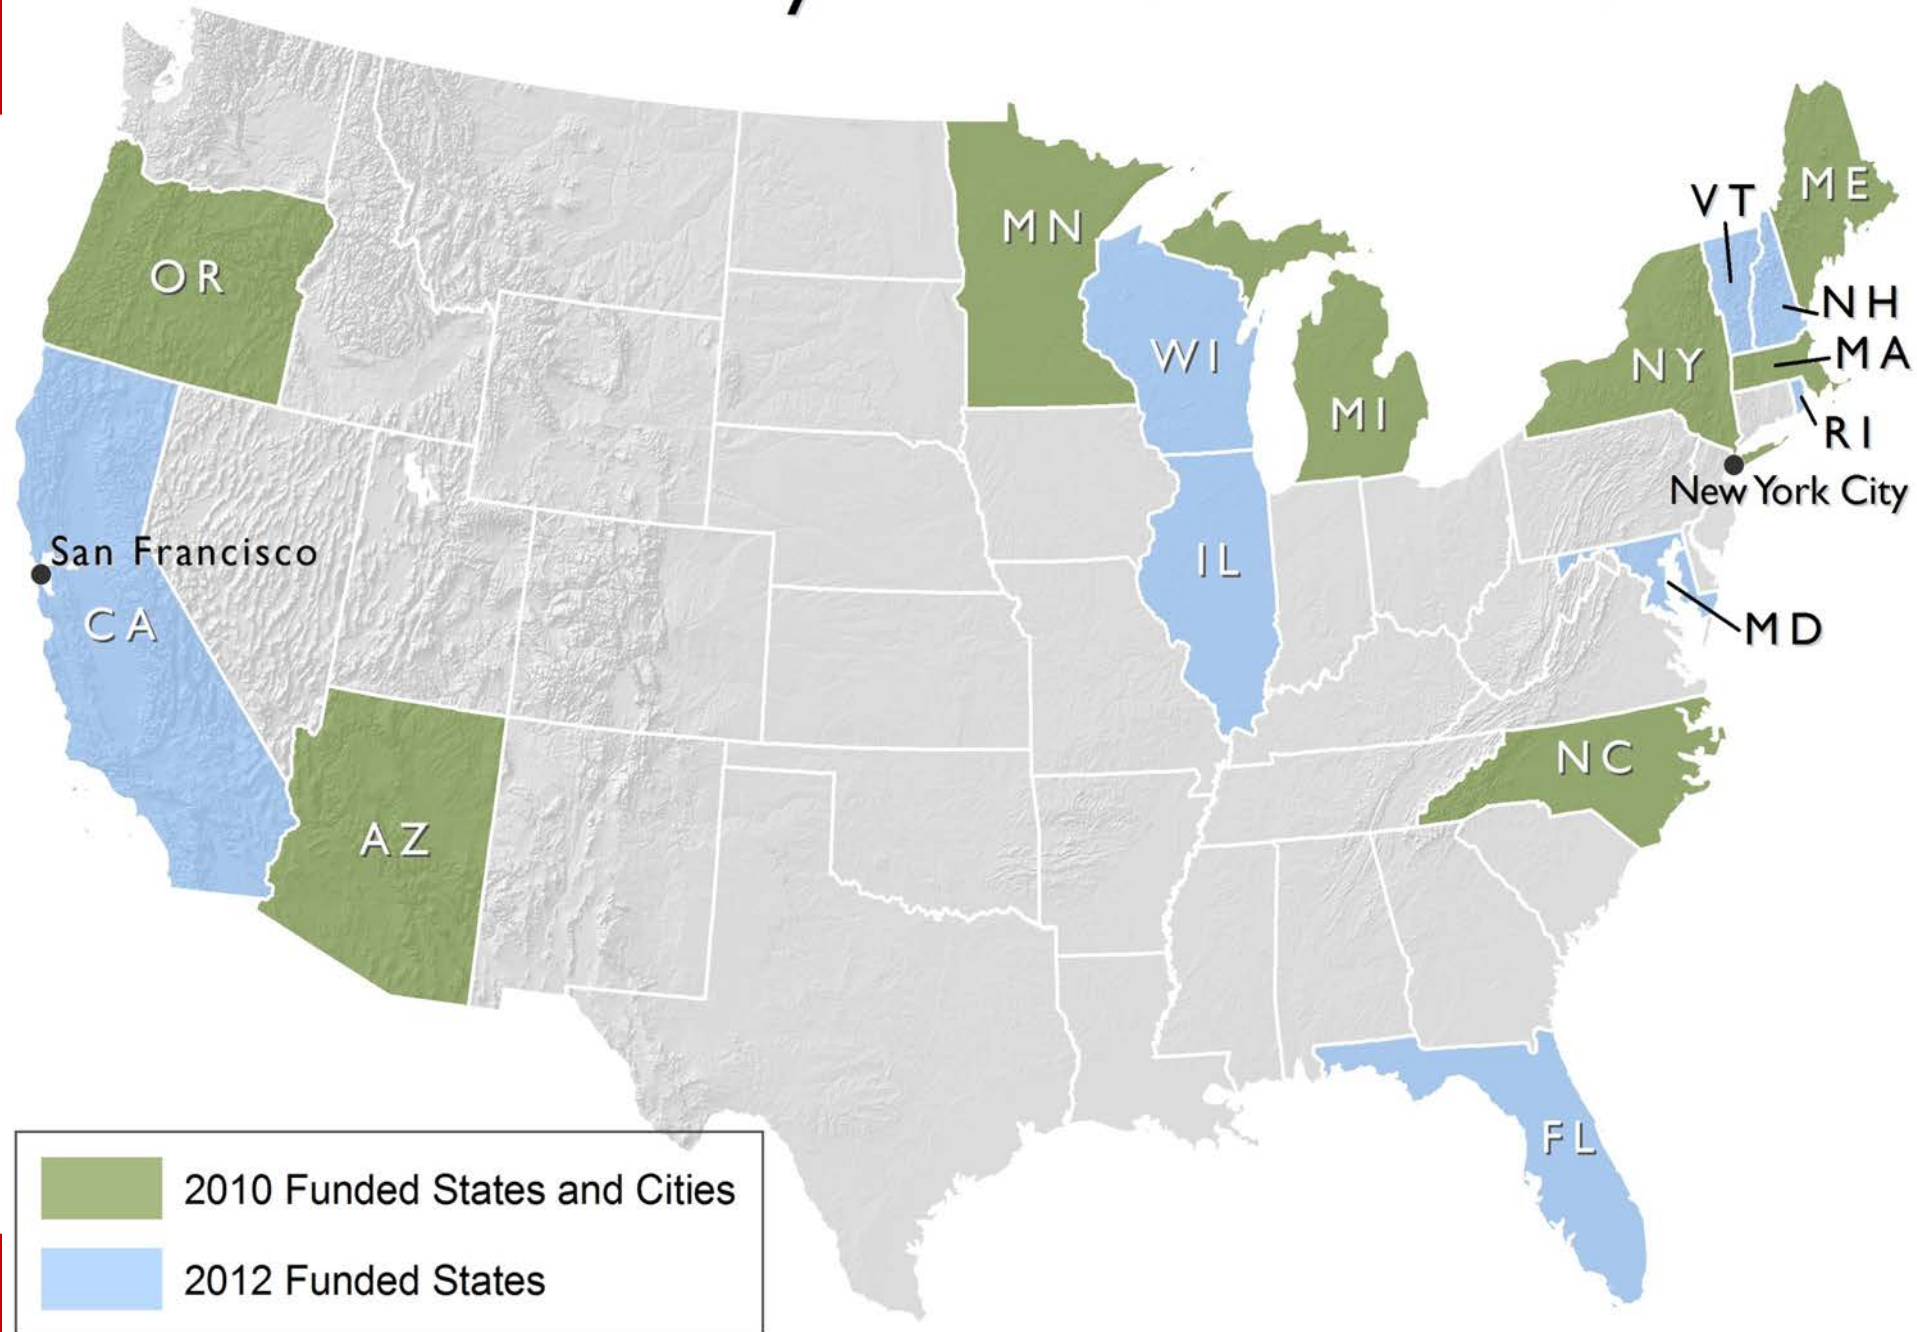 ME
VT
MN
OR
NH
MA
WI
NY
MI
RI
New York City
San Francisco
IL
CA
MD
NC
AZ
FL
2010 Funded States and Cities
2012 Funded States